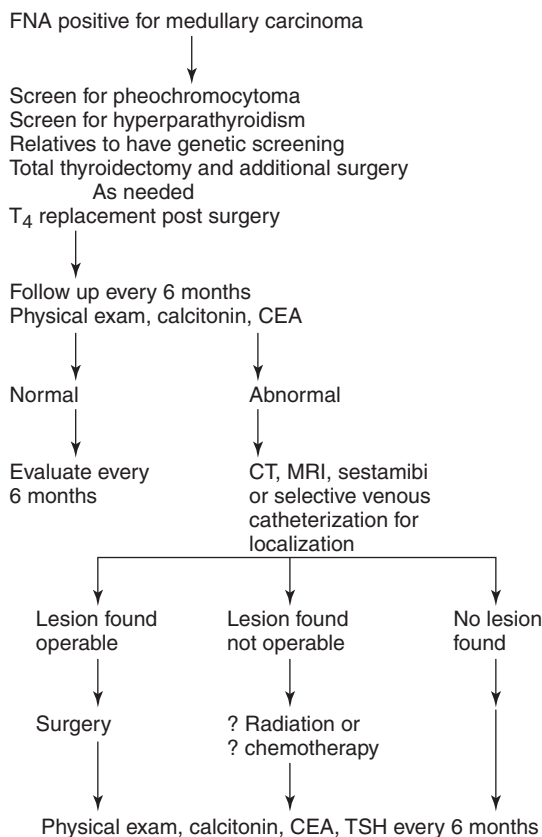 FNA positive for medullary carcinoma
Screen for pheochromocytoma
Screen for hyperparathyroidism
Relatives to have genetic screening
Total thyroidectomy and additional surgery
As needed
T4 replacement post surgery
Follow up every 6 months
Physical exam, calcitonin, CEA
Normal
Abnormal
Evaluate every
6 months
CT, MRI, sestamibi
or selective venous
catheterization for
localization
Lesion found
operable
Lesion found
not operable
No lesion
found
Surgery
? Radiation or
? chemotherapy
Physical exam, calcitonin, CEA, TSH every 6 months